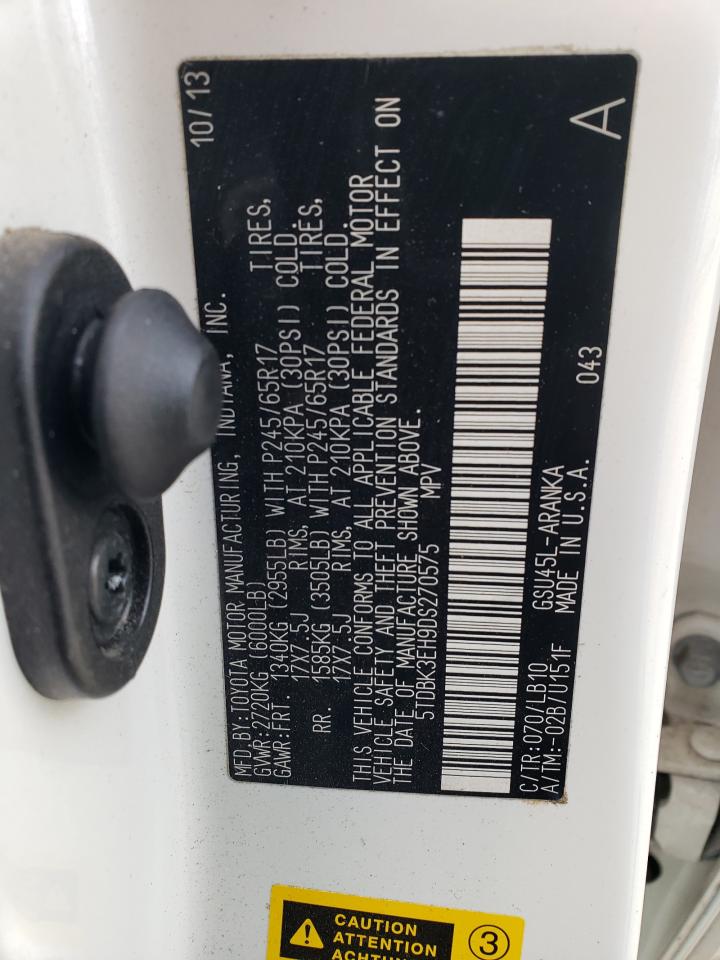 MFD.BY:TOYOTA MOTOR MANUFACTURING, INDIANA, INC. 10/13
GVWR:2720KG (6000LB)
GAWR:FRT. 1340KG (2955LB) WITH P245/65R17 TIRES,
17X7.5J RIMS, AT 210KPA (30PSI) COLD.
RR. 1585KG (3505LB) WITH P245/65R17 TIRES,
17X7.5J RIMS, AT 210KPA (30PSI) COLD.
THIS VEHICLE CONFORMS TO ALL APPLICABLE FEDERAL MOTOR
VEHICLE SAFETY AND THEFT PREVENTION STANDARDS IN EFFECT ON
THE DATE OF MANUFACTURE SHOWN ABOVE.
5TDBK3EH9DS270575 MPV
C/TR:070/LB10 GSU45L-ARANKA
A/TM:-02B/U151F MADE IN U.S.A. 043
A
CAUTION
ATTENTION
ACHTUNG
3